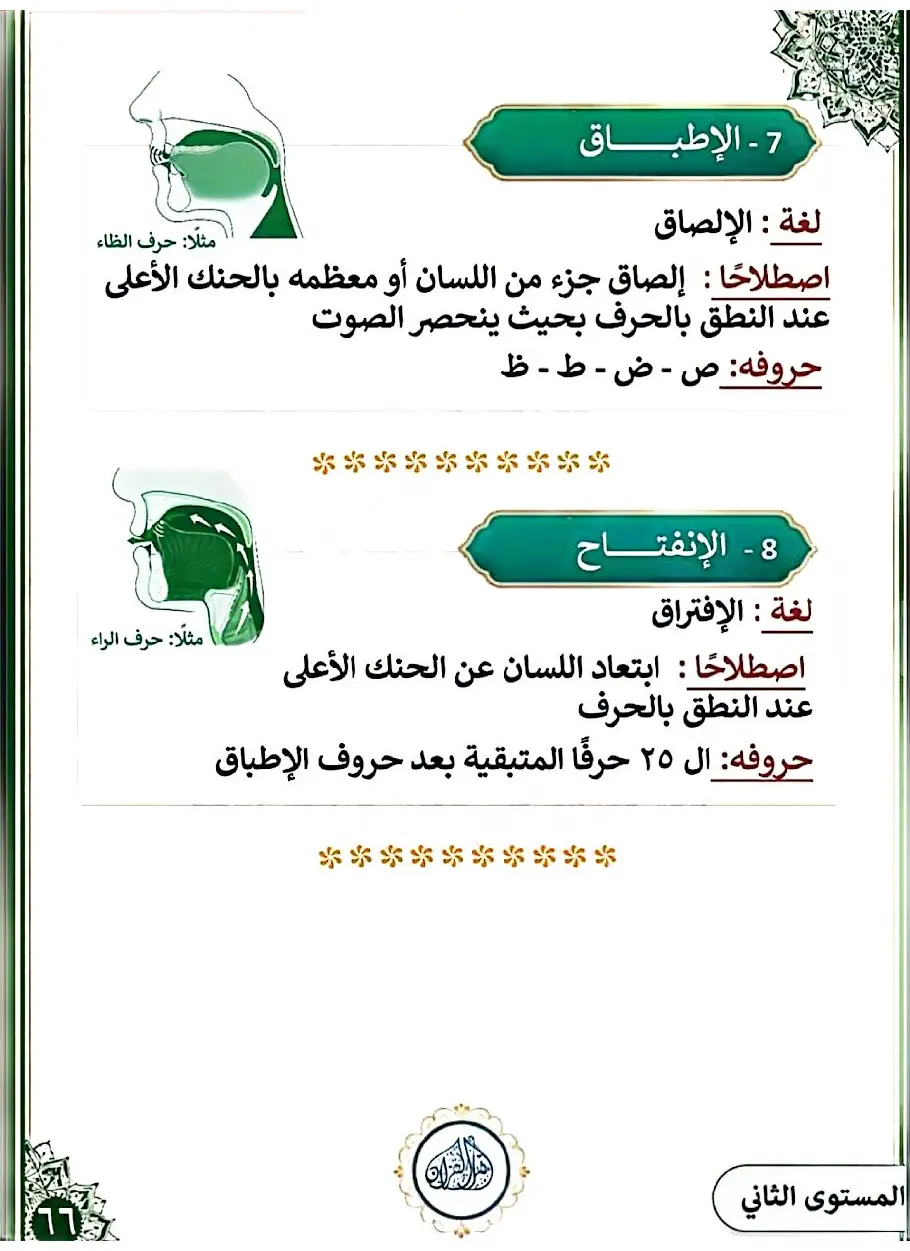 7 - الإطبـــــاق
مثلًا: حرف الظاء
لغة : الإلصاق
اصطلاحًا : إلصاق جزء من اللسان أو معظمه بالحنك الأعلى
عند النطق بالحرف بحيث ينحصر الصوت
حروفه: ص - ض - ط - ظ
8 - الإنفتـــــاح
مثلًا: حرف الراء
لغة : الإفتراق
اصطلاحًا : ابتعاد اللسان عن الحنك الأعلى
عند النطق بالحرف
حروفه: ال ٢٥ حرفًا المتبقية بعد حروف الإطباق
المستوى الثاني
٦٦